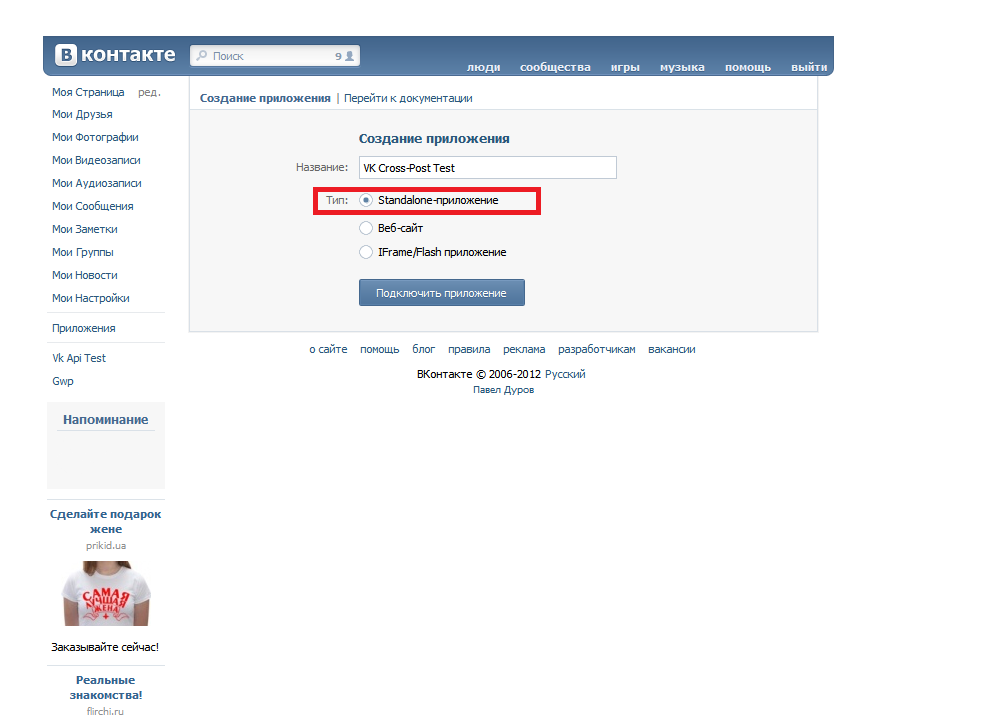 В контакте
Поиск 9
люди сообщества игры музыка помощь выйти
Моя Страница ред.
Мои Друзья
Мои Фотографии
Мои Видеозаписи
Мои Аудиозаписи
Мои Сообщения
Мои Заметки
Мои Группы
Мои Новости
Мои Настройки
Приложения
Vk Api Test
Gwp
Напоминание
Сделайте подарок
жене
prikid.ua
САМАЯ
ЛУЧШАЯ
ЖЕНА
Заказывайте сейчас!
Реальные
знакомства!
flirchi.ru
Создание приложения | Перейти к документации
Создание приложения
Название: VK Cross-Post Test
Тип: Standalone-приложение
Веб-сайт
IFrame/Flash приложение
Подключить приложение
о сайте помощь блог правила реклама разработчикам вакансии
ВКонтакте © 2006-2012 Русский
Павел Дуров